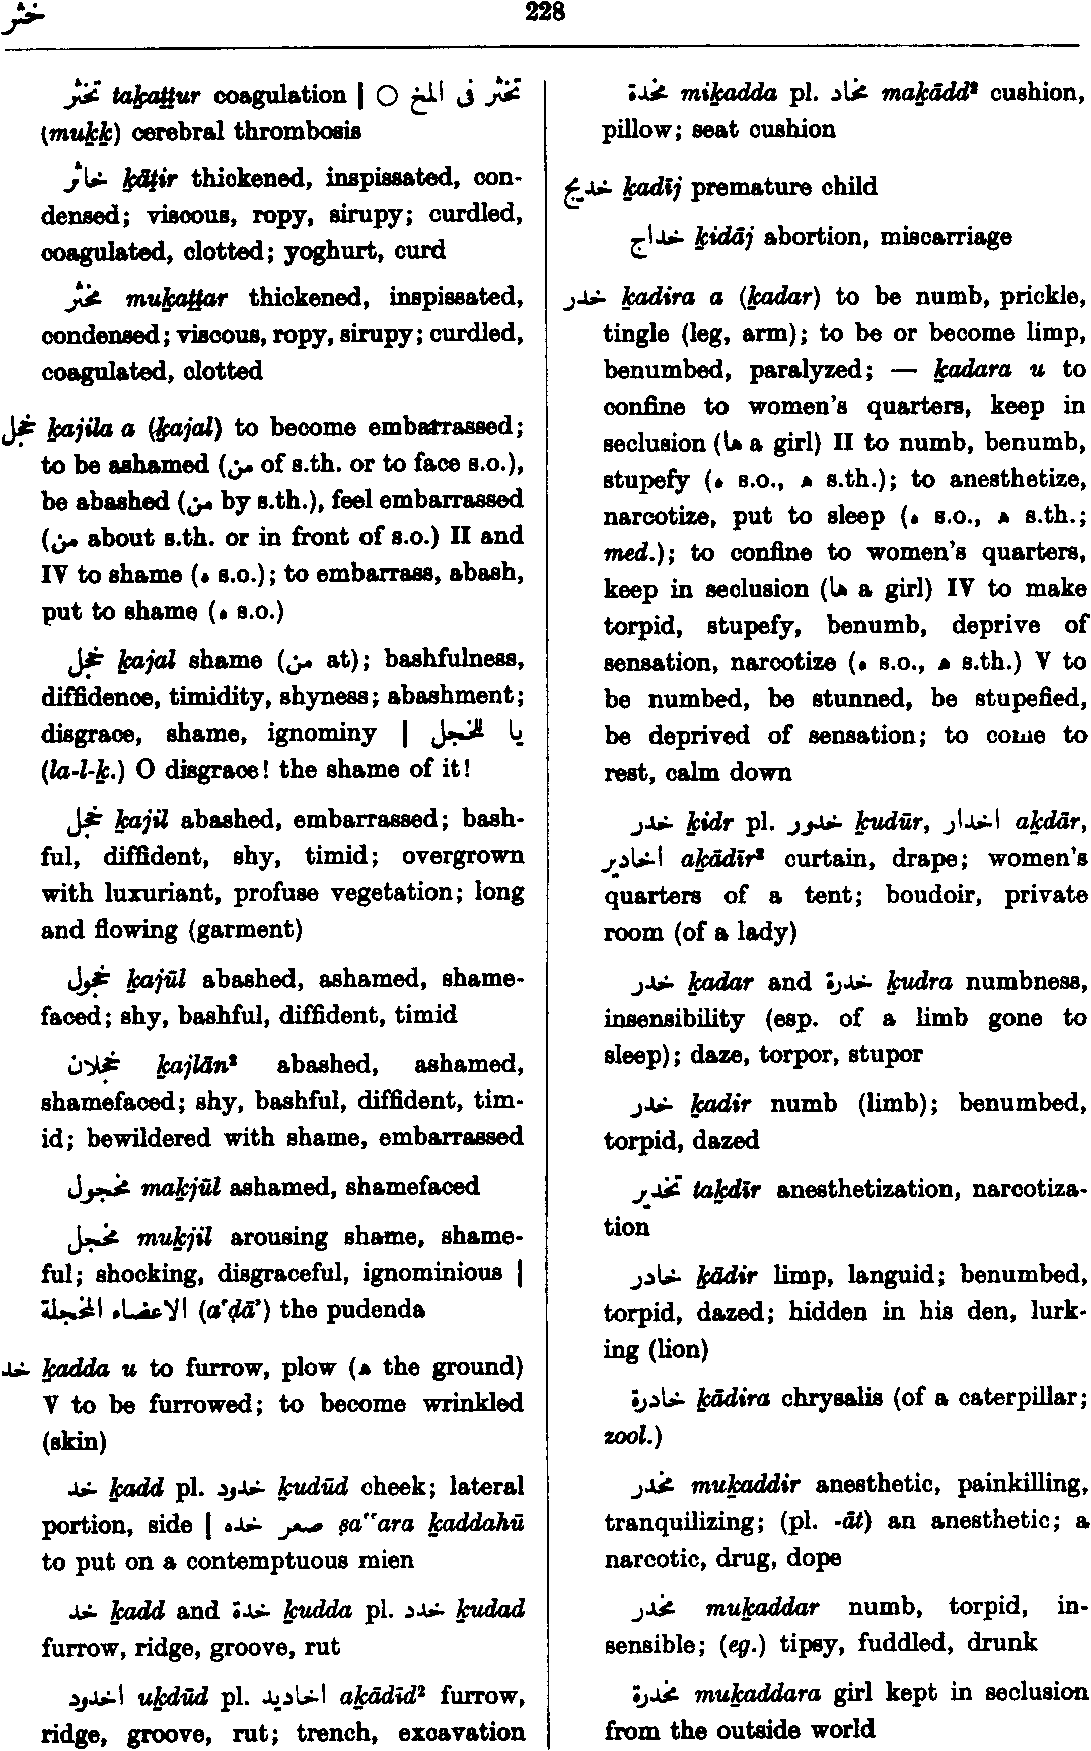 خثر
228
تخثر taḵaṯṯur coagulation | ○ تخثر فى المخ
(muḵḵ) cerebral thrombosis
خاثر ḵāṯir thickened, inspissated, con-
densed; viscous, ropy, sirupy; curdled,
coagulated, clotted; yoghurt, curd
مخثر muḵaṯṯar thickened, inspissated,
condensed; viscous, ropy, sirupy; curdled,
coagulated, clotted
خجل ḵajila a (ḵajal) to become embarrassed;
to be ashamed (من of s.th. or to face s.o.),
be abashed (من by s.th.), feel embarrassed
(من about s.th. or in front of s.o.) II and
IV to shame (ه s.o.); to embarrass, abash,
put to shame (ه s.o.)
خجل ḵajal shame (من at); bashfulness,
diffidence, timidity, shyness; abashment;
disgrace, shame, ignominy | يا للخجل
(la-l-ḵ.) O disgrace! the shame of it!
خجل ḵajil abashed, embarrassed; bash-
ful, diffident, shy, timid; overgrown
with luxuriant, profuse vegetation; long
and flowing (garment)
خجول ḵajūl abashed, ashamed, shame-
faced; shy, bashful, diffident, timid
خجلان ḵajlān² abashed, ashamed,
shamefaced; shy, bashful, diffident, tim-
id; bewildered with shame, embarrassed
مخجول maḵjūl ashamed, shamefaced
مخجل muḵjil arousing shame, shame-
ful; shocking, disgraceful, ignominious |
الاعضاء المخجلة (aʿḍāʾ) the pudenda
خد ḵadda u to furrow, plow (ه the ground)
V to be furrowed; to become wrinkled
(skin)
خد ḵadd pl. خدود ḵudūd cheek; lateral
portion, side | صعر خده ṣaʿʿara ḵaddahū
to put on a contemptuous mien
خد ḵadd and خدة ḵudda pl. خدد ḵudad
furrow, ridge, groove, rut
اخدود uḵdūd pl. اخاديد aḵādīd² furrow,
ridge, groove, rut; trench, excavation
مخدة miḵadda pl. مخاد maḵādd² cushion,
pillow; seat cushion
خديج ḵadīj premature child
خداج ḵidāj abortion, miscarriage
خدر ḵadira a (ḵadar) to be numb, prickle,
tingle (leg, arm); to be or become limp,
benumbed, paralyzed; — ḵadara u to
confine to women's quarters, keep in
seclusion (ها a girl) II to numb, benumb,
stupefy (ه s.o., ه s.th.); to anesthetize,
narcotize, put to sleep (ه s.o., ه s.th.;
med.); to confine to women's quarters,
keep in seclusion (ها a girl) IV to make
torpid, stupefy, benumb, deprive of
sensation, narcotize (ه s.o., ه s.th.) V to
be numbed, be stunned, be stupefied,
be deprived of sensation; to come to
rest, calm down
خدر ḵidr pl. خدور ḵudūr, اخدار aḵdār,
اخادير aḵādīr² curtain, drape; women's
quarters of a tent; boudoir, private
room (of a lady)
خدر ḵadar and خدرة ḵudra numbness,
insensibility (esp. of a limb gone to
sleep); daze, torpor, stupor
خدر ḵadir numb (limb); benumbed,
torpid, dazed
تخدير taḵdīr anesthetization, narcotiza-
tion
خادر ḵādir limp, languid; benumbed,
torpid, dazed; hidden in his den, lurk-
ing (lion)
خادرة ḵādira chrysalis (of a caterpillar;
zool.)
مخدر muḵaddir anesthetic, painkilling,
tranquilizing; (pl. -āt) an anesthetic; a
narcotic, drug, dope
مخدر muḵaddar numb, torpid, in-
sensible; (eg.) tipsy, fuddled, drunk
مخدرة muḵaddara girl kept in seclusion
from the outside world